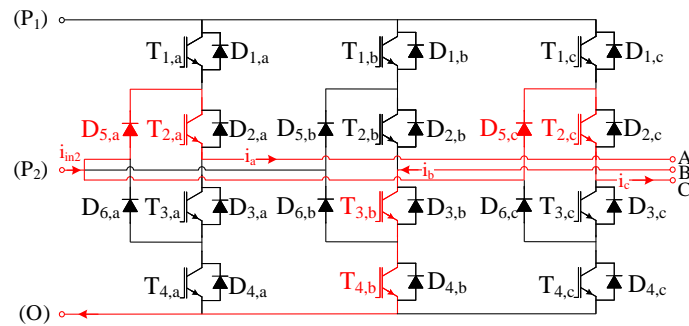 (P1)
T1,a D1,a T1,b D1,b T1,c D1,c
D5,a T2,a D2,a D5,b T2,b D2,b D5,c T2,c D2,c
iin2 ia A
(P2) ib B
ic C
D6,a T3,a D3,a D6,b T3,b D3,b D6,c T3,c D3,c
T4,a D4,a T4,b D4,b T4,c D4,c
(O)